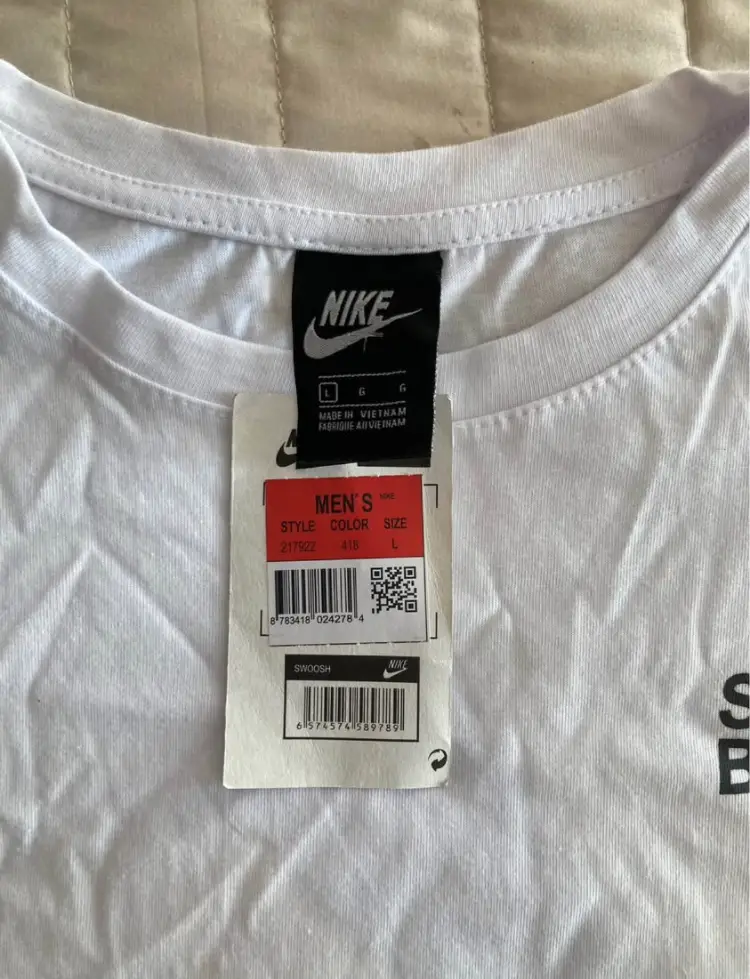 NIKE
L G G
MADE IN VIETNAM
FABRIQUE AU VIETNAM
MEN'S NIKE
STYLE COLOR SIZE
217922 418 L
8 783418 024278 4
SWOOSH NIKE
6 574574 589789
S